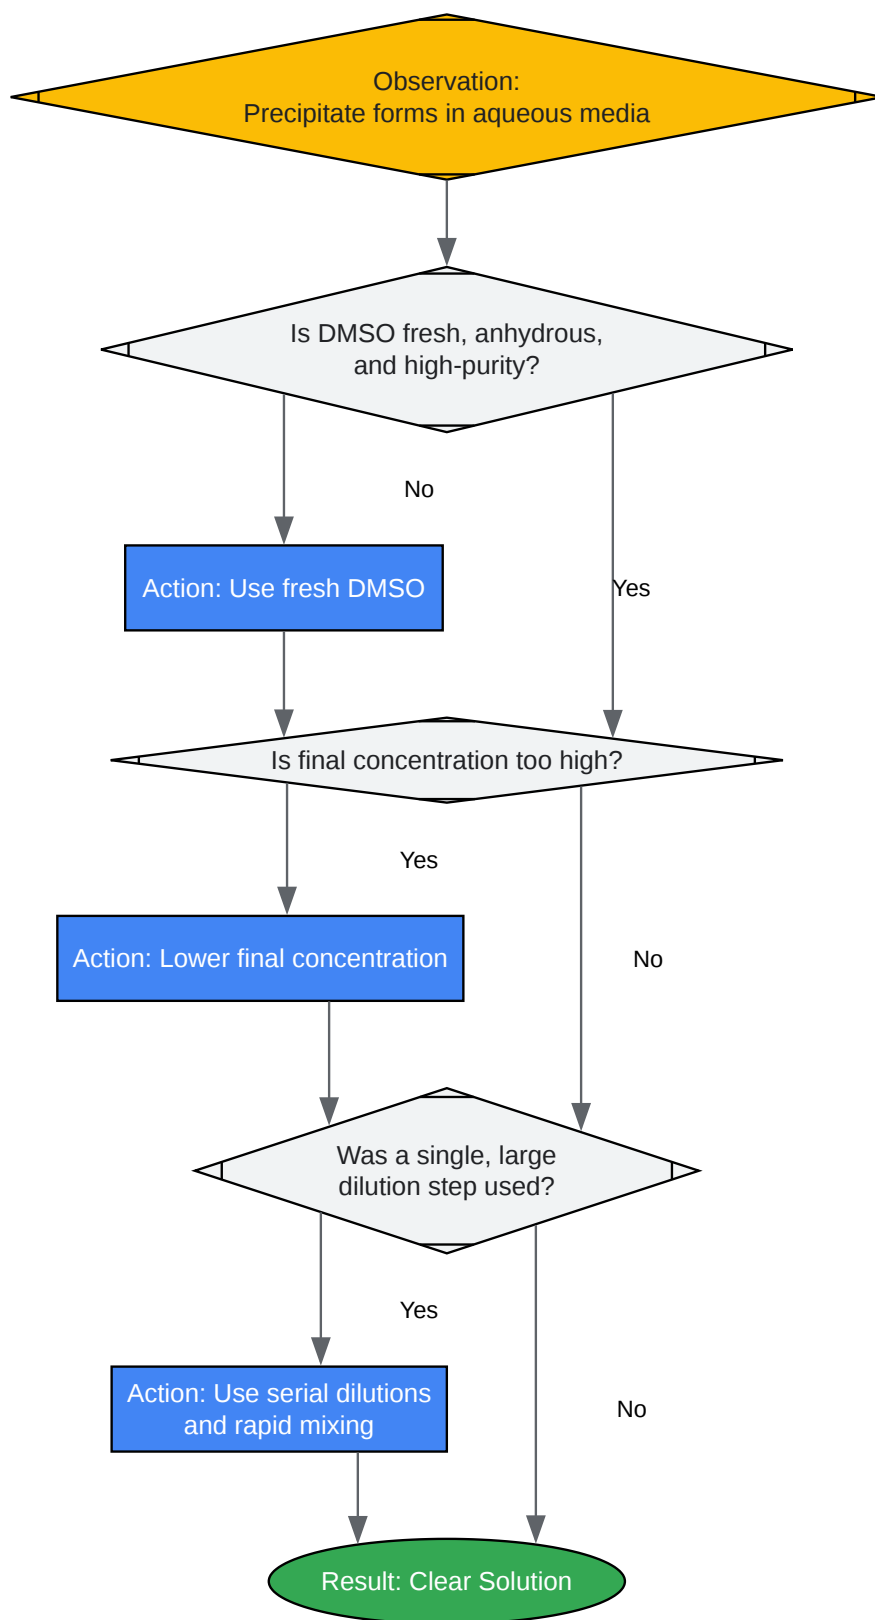 Observation:
Precipitate forms in aqueous media
Is DMSO fresh, anhydrous,
and high-purity?
No
Action: Use fresh DMSO
Yes
Is final concentration too high?
Yes
Action: Lower final concentration
No
Was a single, large
dilution step used?
Yes
Action: Use serial dilutions
and rapid mixing
No
Result: Clear Solution